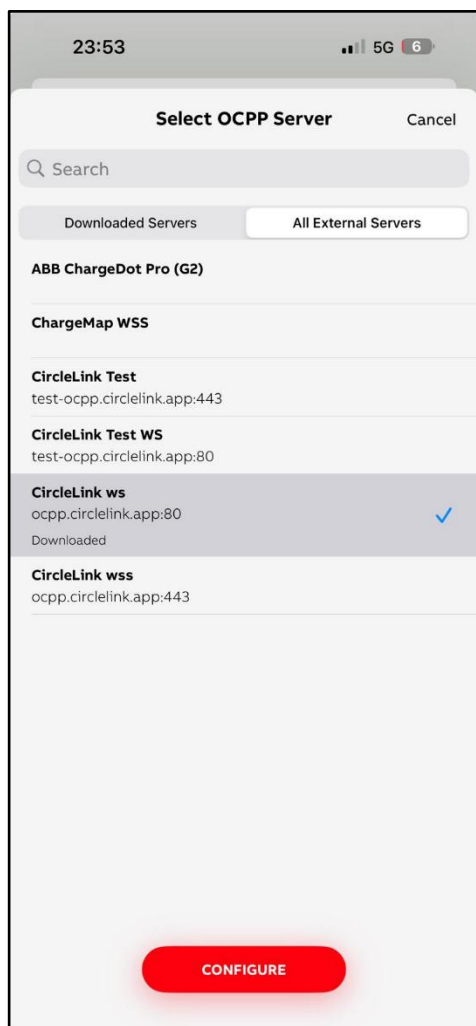 23:53
5G 6
Select OCPP Server
Cancel
Search
Downloaded Servers
All External Servers
ABB ChargeDot Pro (G2)
ChargeMap WSS
CircleLink Test
test-ocpp.circlelink.app:443
CircleLink Test WS
test-ocpp.circlelink.app:80
CircleLink ws
ocpp.circlelink.app:80
Downloaded
CircleLink wss
ocpp.circlelink.app:443
CONFIGURE